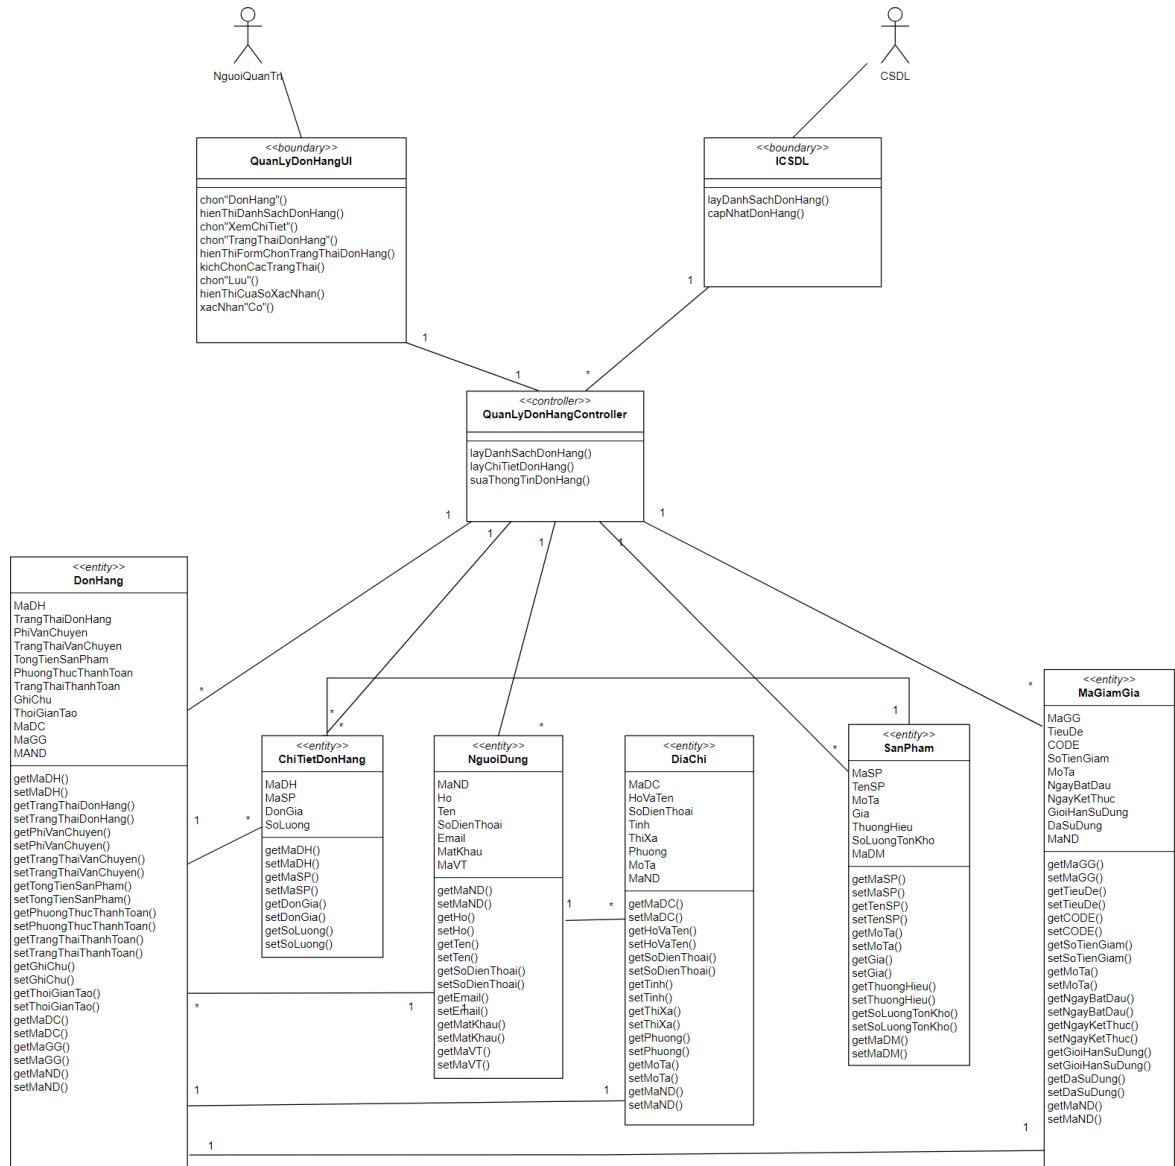 NguoiQuanTri
CSDL
<<boundary>>
QuanLyDonHangUI
chon"DonHang"()
hienThiDanhSachDonHang()
chon"XemChiTiet"()
chon"TrangThaiDonHang"()
hienThiFormChonTrangThaiDonHang()
kichChonCacTrangThai()
chon"Luu"()
hienThiCuaSoXacNhan()
xacNhan"Co"()
<<boundary>>
ICSDL
layDanhSachDonHang()
capNhatDonHang()
1
1
1
*
<<controller>>
QuanLyDonHangController
layDanhSachDonHang()
layChiTietDonHang()
suaThongTinDonHang()
1
1
1
1
1
<<entity>>
DonHang
MaDH
TrangThaiDonHang
PhiVanChuyen
TrangThaiVanChuyen
TongTienSanPham
PhuongThucThanhToan
TrangThaiThanhToan
GhiChu
ThoiGianTao
MaDC
MaGG
MAND
getMaDH()
setMaDH()
getTrangThaiDonHang()
setTrangThaiDonHang()
getPhiVanChuyen()
setPhiVanChuyen()
getTrangThaiVanChuyen()
setTrangThaiVanChuyen()
getTongTienSanPham()
setTongTienSanPham()
getPhuongThucThanhToan()
setPhuongThucThanhToan()
getTrangThaiThanhToan()
setTrangThaiThanhToan()
getGhiChu()
setGhiChu()
getThoiGianTao()
setThoiGianTao()
getMaDC()
setMaDC()
getMaGG()
setMaGG()
getMaND()
setMaND()
*
*
*
*
1
*
*
1
*
<<entity>>
ChiTietDonHang
MaDH
MaSP
DonGia
SoLuong
getMaDH()
setMaDH()
getMaSP()
setMaSP()
getDonGia()
setDonGia()
getSoLuong()
setSoLuong()
<<entity>>
NguoiDung
MaND
Ho
Ten
SoDienThoai
Email
MatKhau
MaVT
getMaND()
setMaND()
getHo()
setHo()
getTen()
setTen()
getSoDienThoai()
setSoDienThoai()
getEmail()
setEmail()
getMatKhau()
setMatKhau()
getMaVT()
setMaVT()
1
*
<<entity>>
DiaChi
MaDC
HoVaTen
SoDienThoai
Tinh
ThiXa
Phuong
MoTa
MaND
getMaDC()
setMaDC()
getHoVaTen()
setHoVaTen()
getSoDienThoai()
setSoDienThoai()
getTinh()
setTinh()
getThiXa()
setThiXa()
getPhuong()
setPhuong()
getMoTa()
setMoTa()
getMaND()
setMaND()
<<entity>>
SanPham
MaSP
TenSP
MoTa
Gia
ThuongHieu
SoLuongTonKho
MaDM
getMaSP()
setMaSP()
getTenSP()
setTenSP()
getMoTa()
setMoTa()
getGia()
setGia()
getThuongHieu()
setThuongHieu()
getSoLuongTonKho()
setSoLuongTonKho()
getMaDM()
setMaDM()
<<entity>>
MaGiamGia
MaGG
TieuDe
CODE
SoTienGiam
MoTa
NgayBatDau
NgayKetThuc
GioiHanSuDung
DaSuDung
MaND
getMaGG()
setMaGG()
getTieuDe()
setTieuDe()
getCODE()
setCODE()
getSoTienGiam()
setSoTienGiam()
getMoTa()
setMoTa()
getNgayBatDau()
setNgayBatDau()
getNgayKetThuc()
setNgayKetThuc()
getGioiHanSuDung()
setGioiHanSuDung()
getDaSuDung()
setDaSuDung()
getMaND()
setMaND()
*
1
1
1
1
1
1